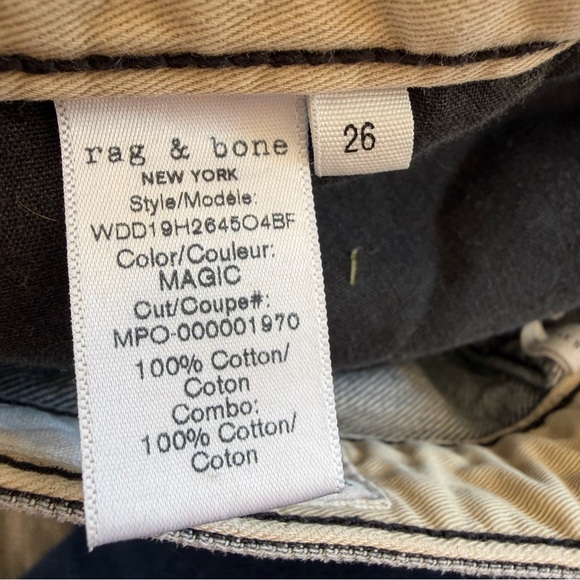 rag & bone
NEW YORK
Style/Modèle:
WDD19H2645O4BF
Color/Couleur:
MAGIC
Cut/Coupe#:
MPO-000001970
100% Cotton/
Coton
Combo:
100% Cotton/
Coton
26